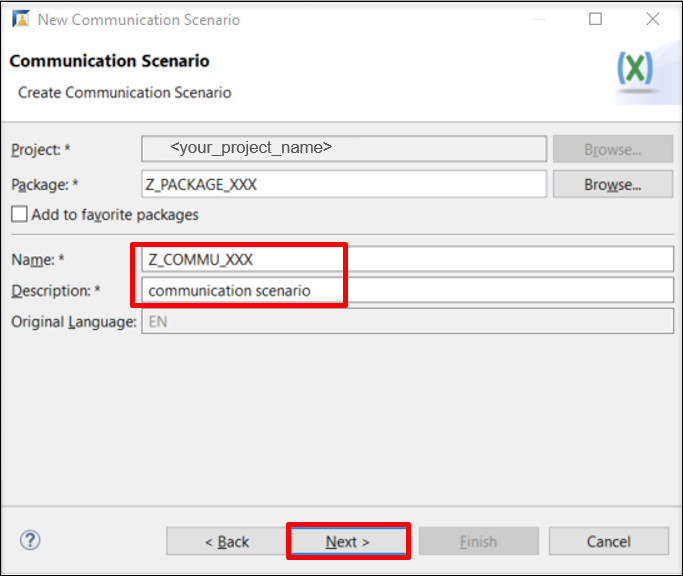 New Communication Scenario
Communication Scenario
Create Communication Scenario
Project: * <your_project_name> Browse...
Package: * Z_PACKAGE_XXX Browse...
Add to favorite packages
Name: * Z_COMMU_XXX
Description: * communication scenario
Original Language: EN
? < Back Next > Finish Cancel